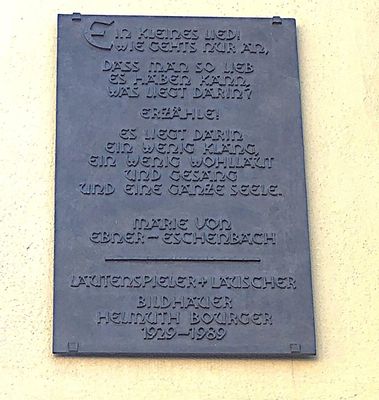 EIN KLEINES LIED!
WIE GEHTS NUR AN,
DASS MAN SO LIEB
ES HABEN KANN,
WAS LIEGT DARIN?
ERZÄHLE!
ES LIEGT DARIN
EIN WENIG KLANG,
EIN WENIG WOHLLAUT
UND GESANG
UND EINE GANZE SEELE.
MARIE VON
EBNER-ESCHENBACH
LAUTENSPIELER + LAUSCHER
BILDHAUER
HELMUTH BOURGER
1929-1989